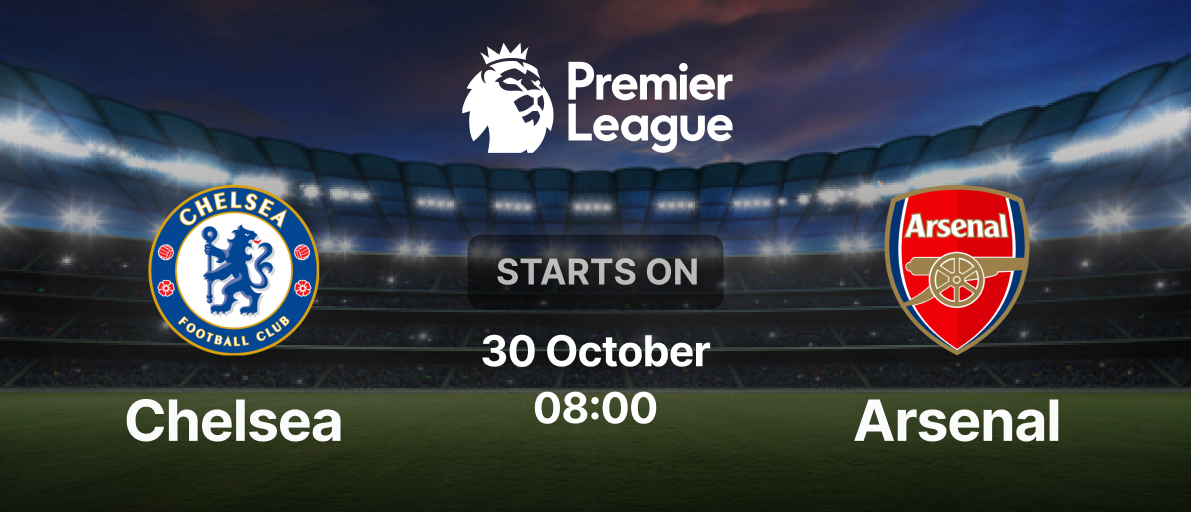 Premier
League
CHELSEA
FOOTBALL CLUB
Arsenal
STARTS ON
30 October
08:00
Chelsea
Arsenal